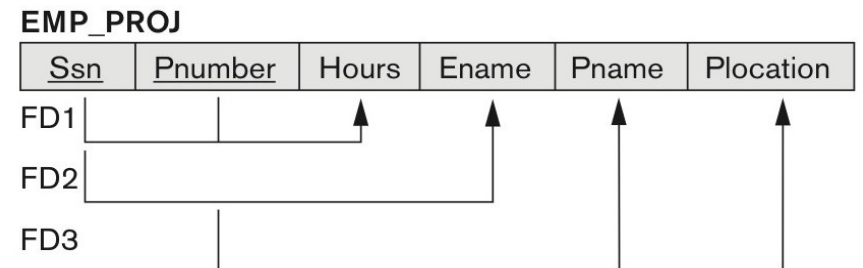 EMP_PROJ
Ssn Pnumber Hours Ename Pname Plocation
FD1
FD2
FD3